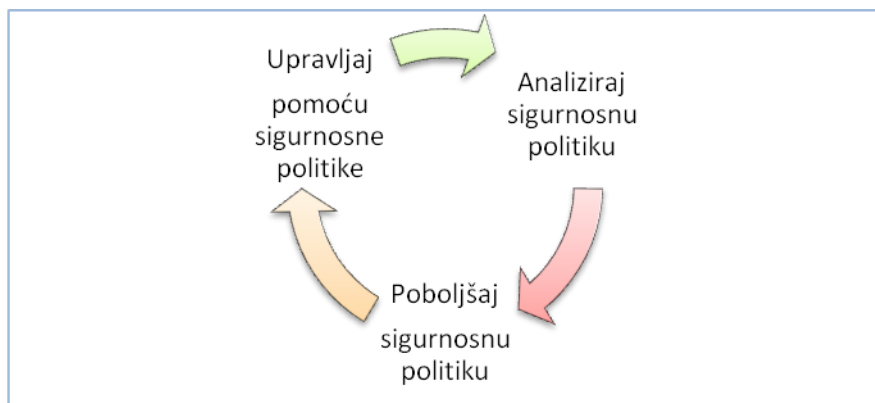 Upravljaj
pomoću
sigurnosne
politike
Analiziraj
sigurnosnu
politiku
Poboljšaj
sigurnosnu
politiku